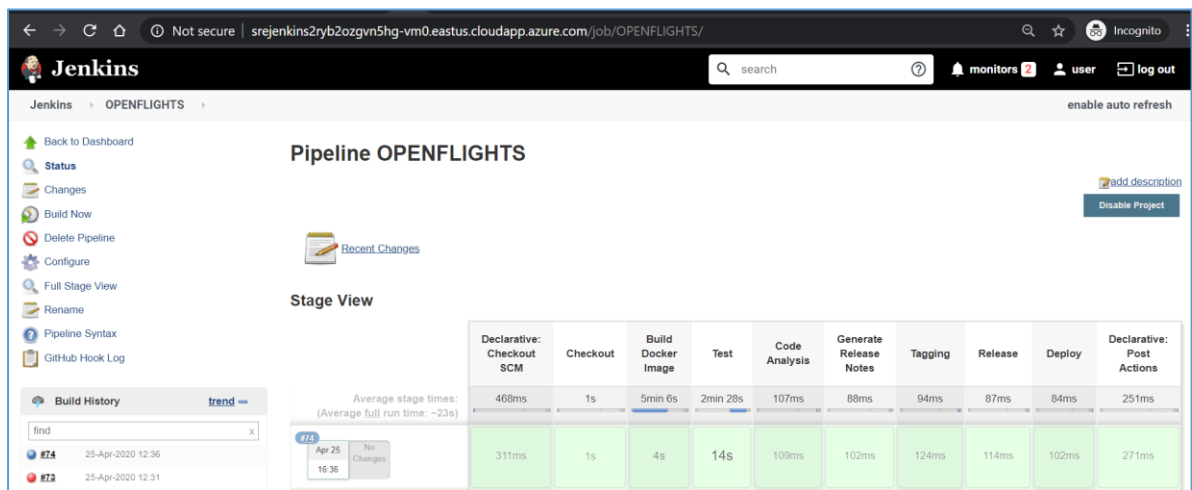 Not secure | srejenkins2ryb2ozgvn5hg-vm0.eastus.cloudapp.azure.com/job/OPENFLIGHTS/
Incognito
Jenkins
search
monitors 2
user
log out
Jenkins
OPENFLIGHTS
enable auto refresh
Back to Dashboard
Status
Changes
Build Now
Delete Pipeline
Configure
Full Stage View
Rename
Pipeline Syntax
GitHub Hook Log
Build History
trend
find
x
#74 25-Apr-2020 12:36
#73 25-Apr-2020 12:31
Pipeline OPENFLIGHTS
add description
Disable Project
Recent Changes
Stage View
Declarative: Checkout SCM
Checkout
Build Docker Image
Test
Code Analysis
Generate Release Notes
Tagging
Release
Deploy
Declarative: Post Actions
Average stage times:
(Average full run time: ~23s)
468ms 1s 5min 6s 2min 28s 107ms 88ms 94ms 87ms 84ms 251ms
#74
Apr 25
16:36
No Changes
311ms 1s 4s 14s 109ms 102ms 124ms 114ms 102ms 271ms